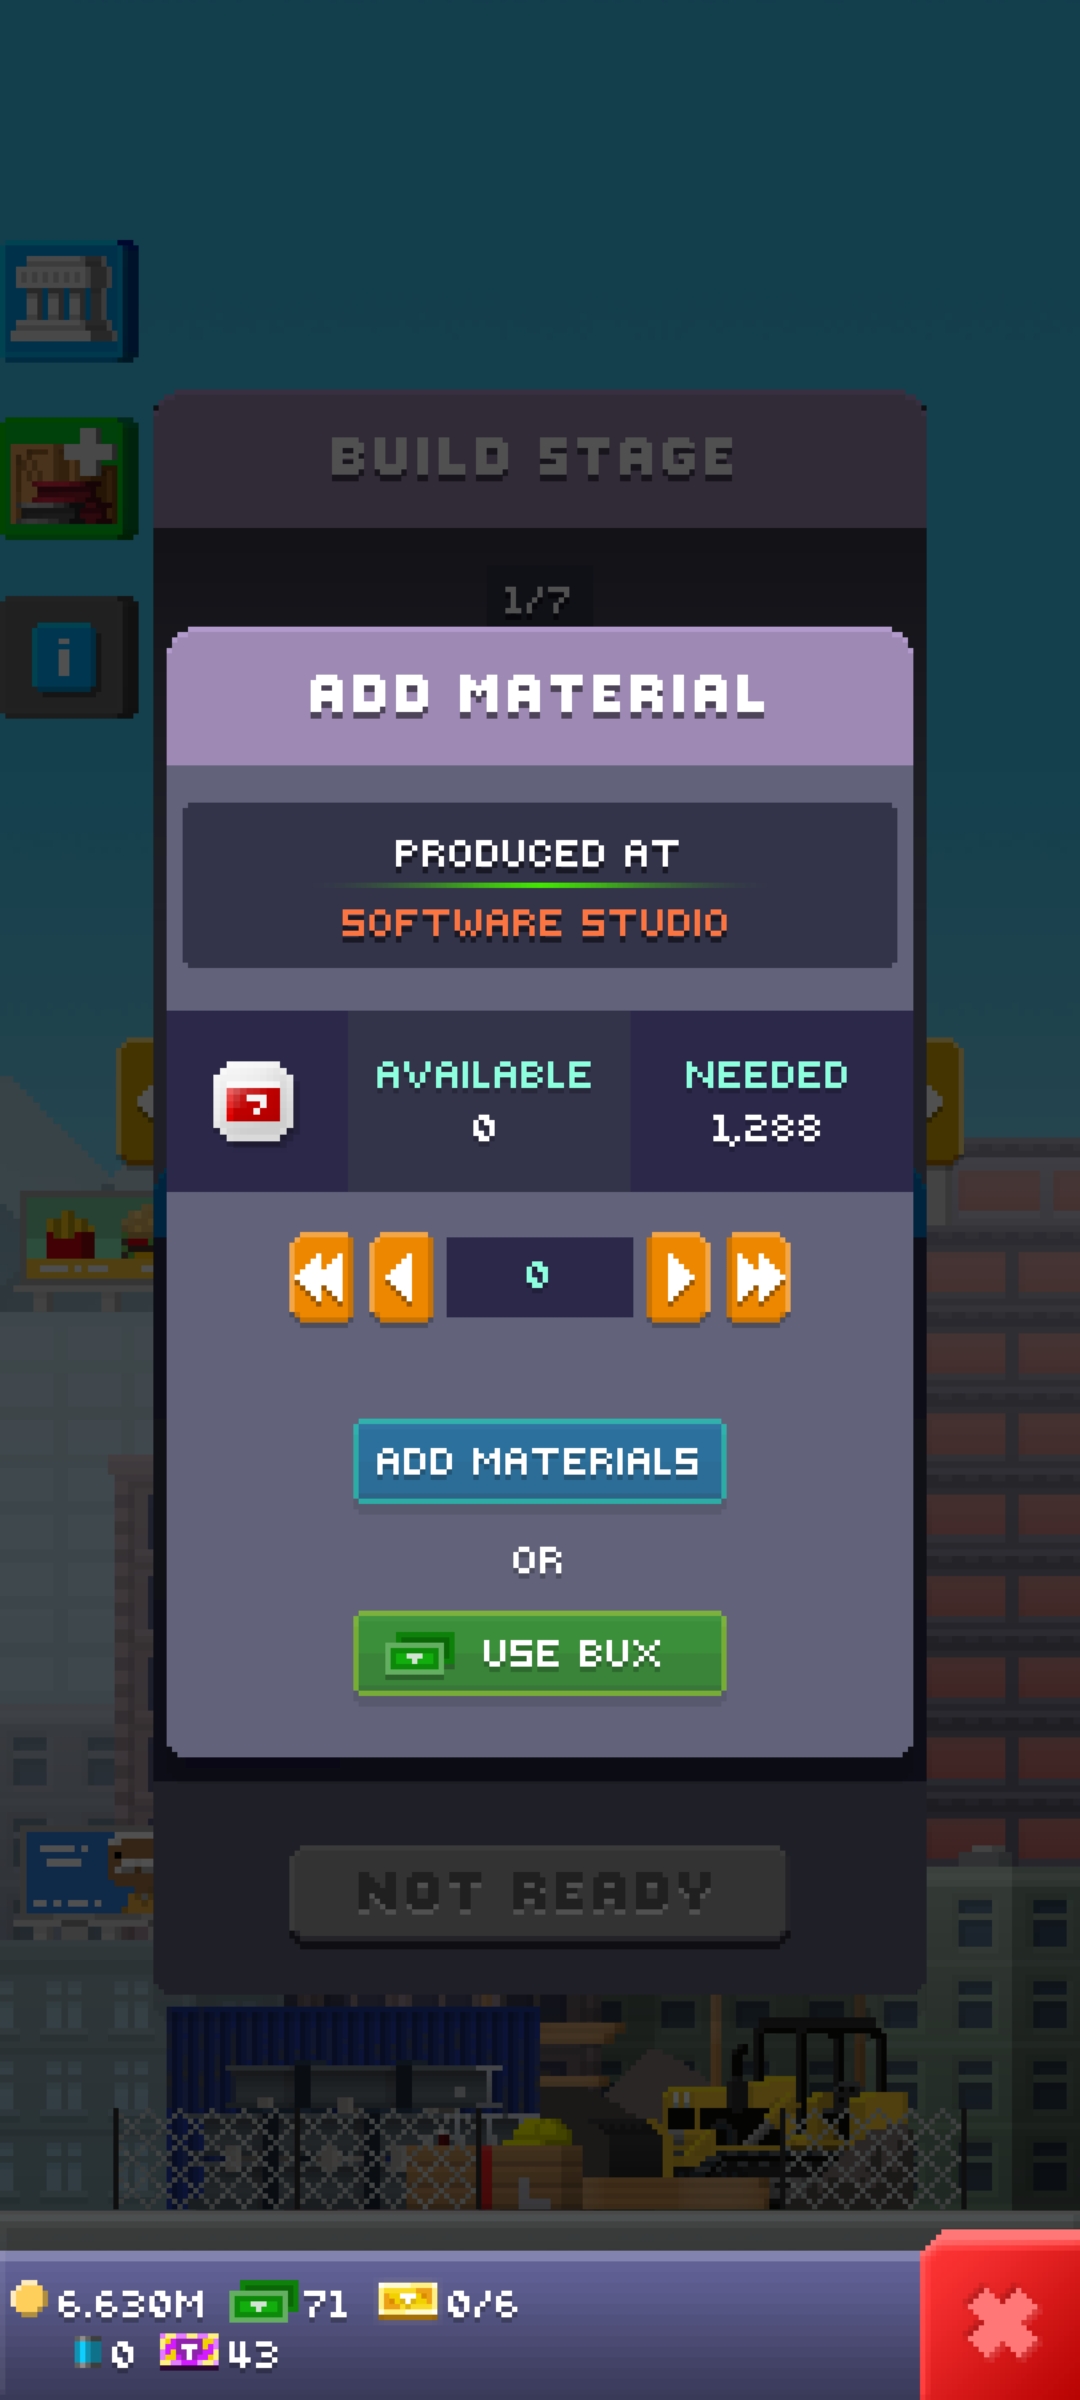 BUILD STAGE
1/7
ADD MATERIAL
PRODUCED AT
SOFTWARE STUDIO
AVAILABLE
NEEDED
?
0
1,288
0
ADD MATERIALS
OR
USE BUX
NOT READY
6.630M 71 0/6
0 43